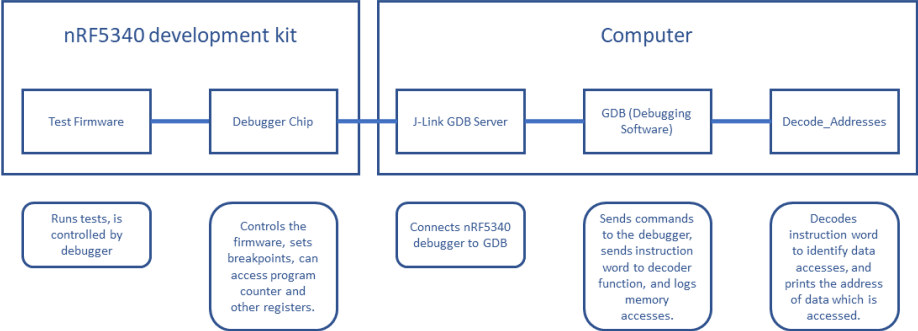 nRF5340 development kit
Computer
Test Firmware
Debugger Chip
J-Link GDB Server
GDB (Debugging
Software)
Decode_Addresses
Runs tests, is
controlled by
debugger
Controls the
firmware, sets
breakpoints, can
access program
counter and
other registers.
Connects nRF5340
debugger to GDB
Sends commands
to the debugger,
sends instruction
word to decoder
function, and logs
memory
accesses.
Decodes
instruction word
to identify data
accesses, and
prints the address
of data which is
accessed.